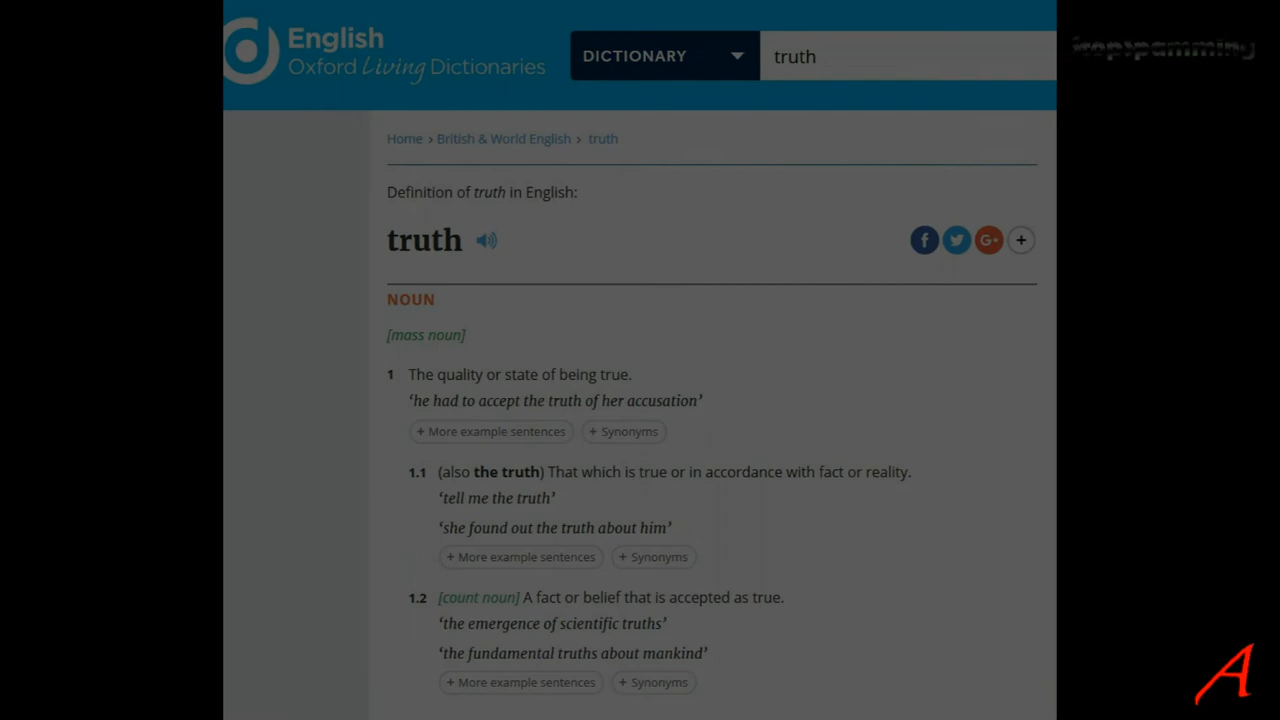 English
Oxford Living Dictionaries
DICTIONARY
truth
Home › British & World English › truth
Definition of truth in English:
truth
f
G+
+
NOUN
[mass noun]
1 The quality or state of being true.
‘he had to accept the truth of her accusation’
+ More example sentences + Synonyms
1.1 (also the truth) That which is true or in accordance with fact or reality.
‘tell me the truth’
‘she found out the truth about him’
+ More example sentences + Synonyms
1.2 [count noun] A fact or belief that is accepted as true.
‘the emergence of scientific truths’
‘the fundamental truths about mankind’
+ More example sentences + Synonyms
A